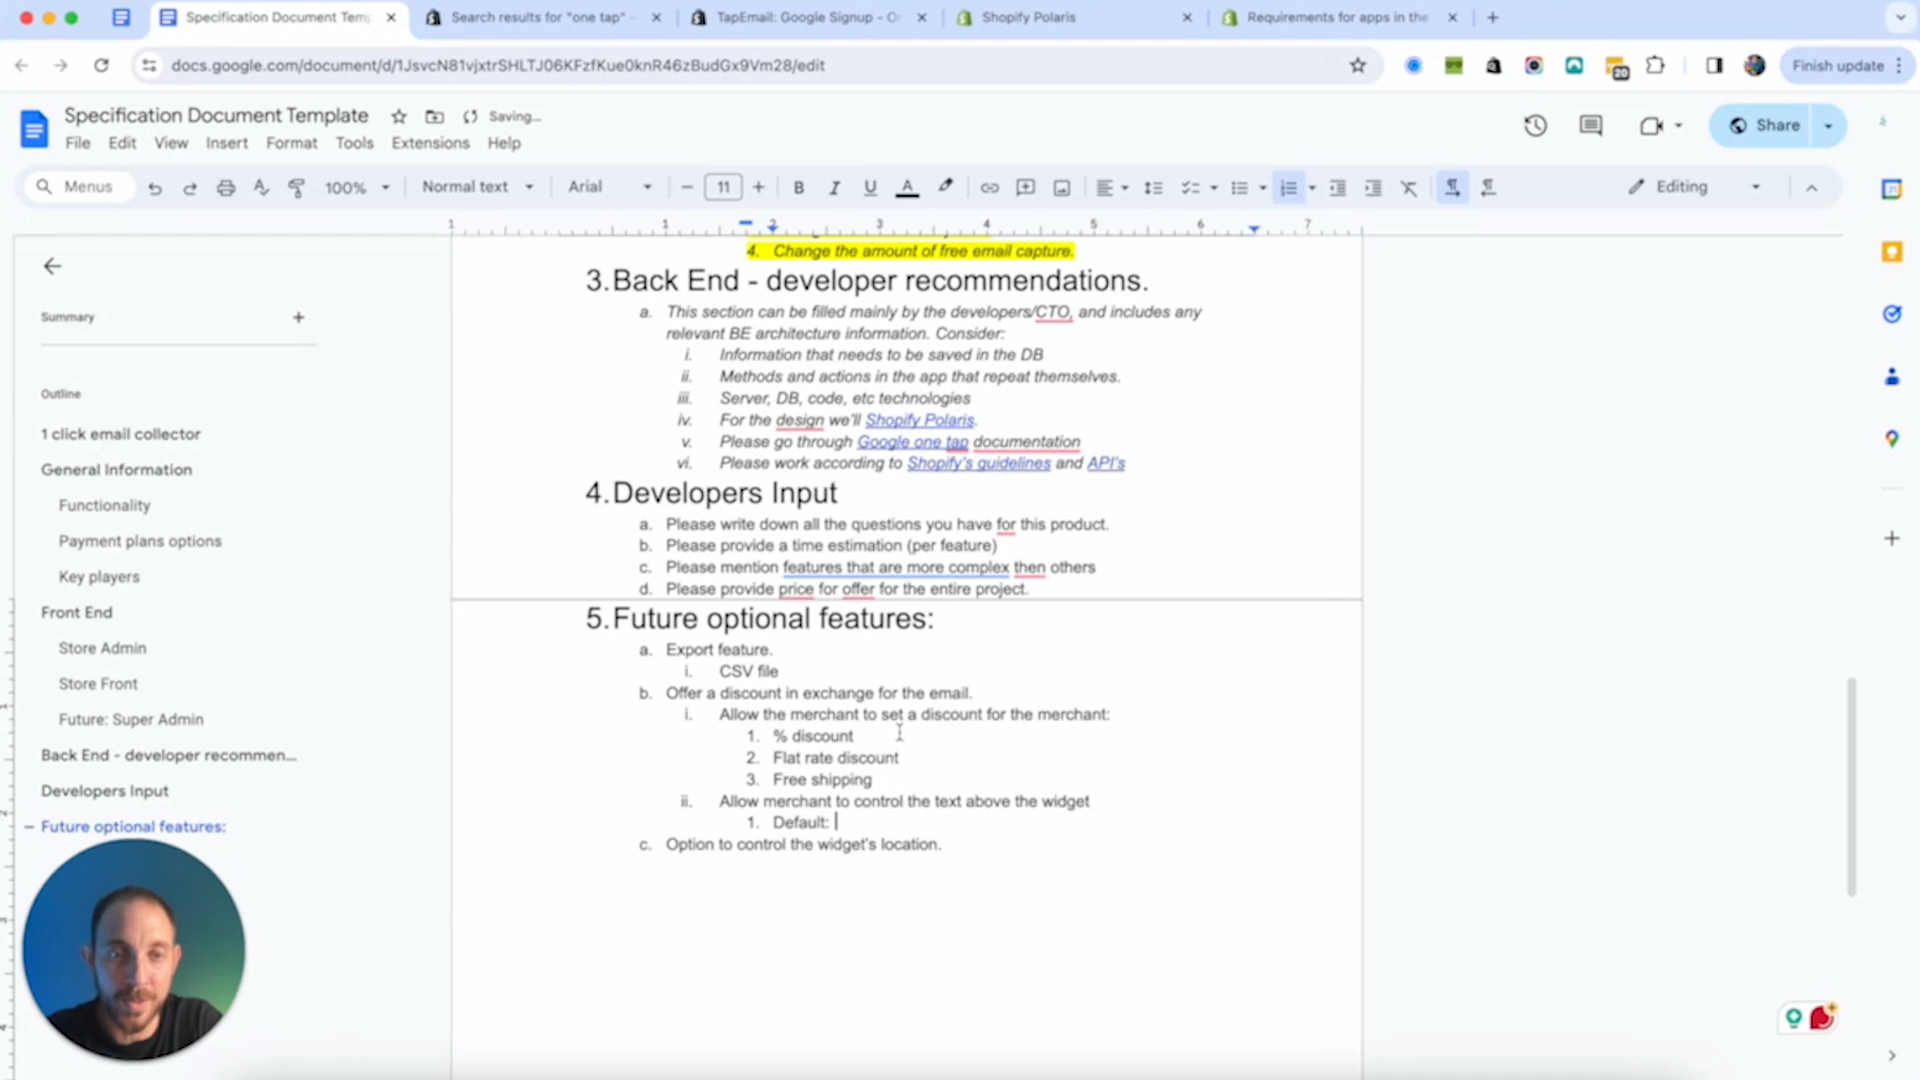 Specification Document Temp
Search results for "one tap" -
TapEmail: Google Signup - O
Shopify Polaris
Requirements for apps in the
docs.google.com/document/d/1JsvcN81vjxtrSHLTJ06KFzfKue0knR46zBudGx9Vm28/edit
20
Finish update
Specification Document Template
Saving...
File Edit View Insert Format Tools Extensions Help
Share
Menus
100%
Normal text
Arial
11
Editing
1 1 2 3 4 5 6 7
4. Change the amount of free email capture.
3. Back End - developer recommendations.
a. This section can be filled mainly by the developers/CTO, and includes any
relevant BE architecture information. Consider:
i. Information that needs to be saved in the DB
ii. Methods and actions in the app that repeat themselves.
iii. Server, DB, code, etc technologies
iv. For the design we'll Shopify Polaris.
v. Please go through Google one tap documentation
vi. Please work according to Shopify's guidelines and API's
4. Developers Input
a. Please write down all the questions you have for this product.
b. Please provide a time estimation (per feature)
c. Please mention features that are more complex then others
d. Please provide price for offer for the entire project.
5. Future optional features:
a. Export feature.
i. CSV file
b. Offer a discount in exchange for the email.
i. Allow the merchant to set a discount for the merchant:
1. % discount
2. Flat rate discount
3. Free shipping
ii. Allow merchant to control the text above the widget
1. Default:
c. Option to control the widget's location.
Summary
Outline
1 click email collector
General Information
Functionality
Payment plans options
Key players
Front End
Store Admin
Store Front
Future: Super Admin
Back End - developer recommen...
Developers Input
Future optional features: